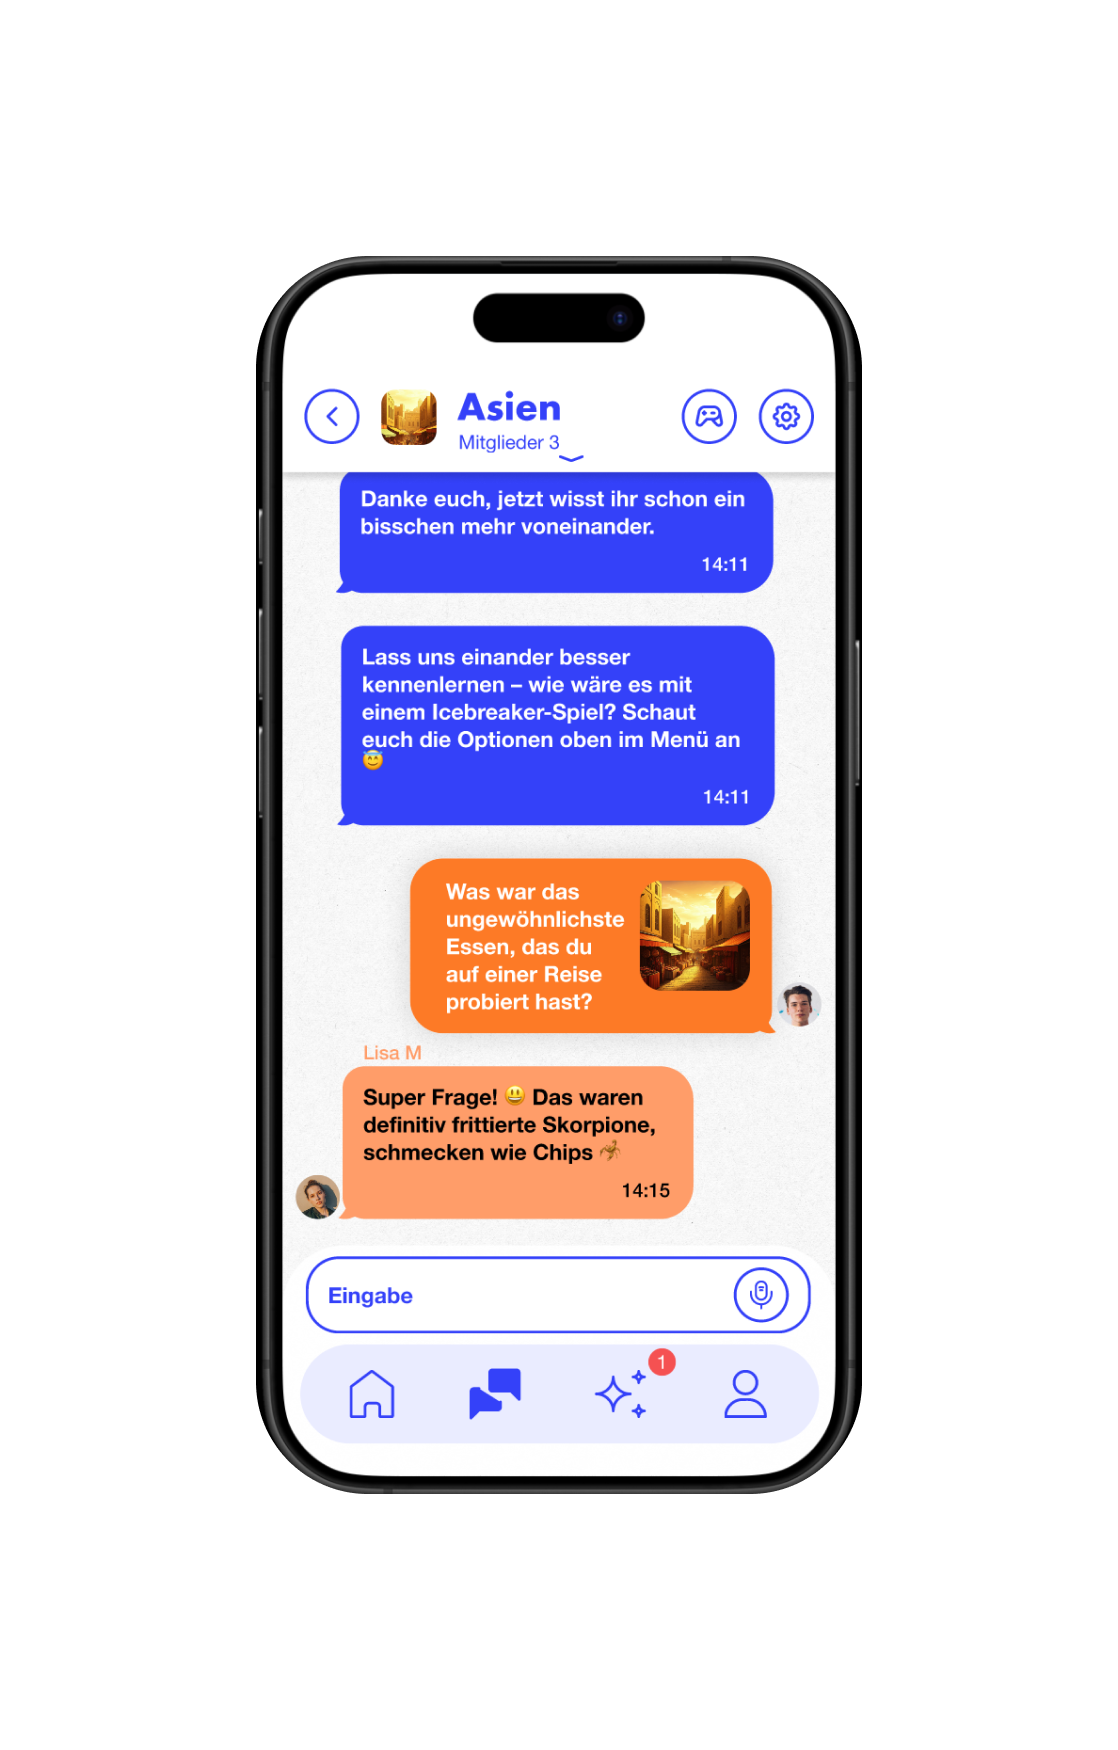 Asien
Mitglieder 3
Danke euch, jetzt wisst ihr schon ein
bisschen mehr voneinander.
14:11
Lass uns einander besser
kennenlernen – wie wäre es mit
einem Icebreaker-Spiel? Schaut
euch die Optionen oben im Menü an
😇
14:11
Was war das
ungewöhnlichste
Essen, das du
auf einer Reise
probiert hast?
Lisa M
Super Frage! 😃 Das waren
definitiv frittierte Skorpione,
schmecken wie Chips 🦂
14:15
Eingabe
1